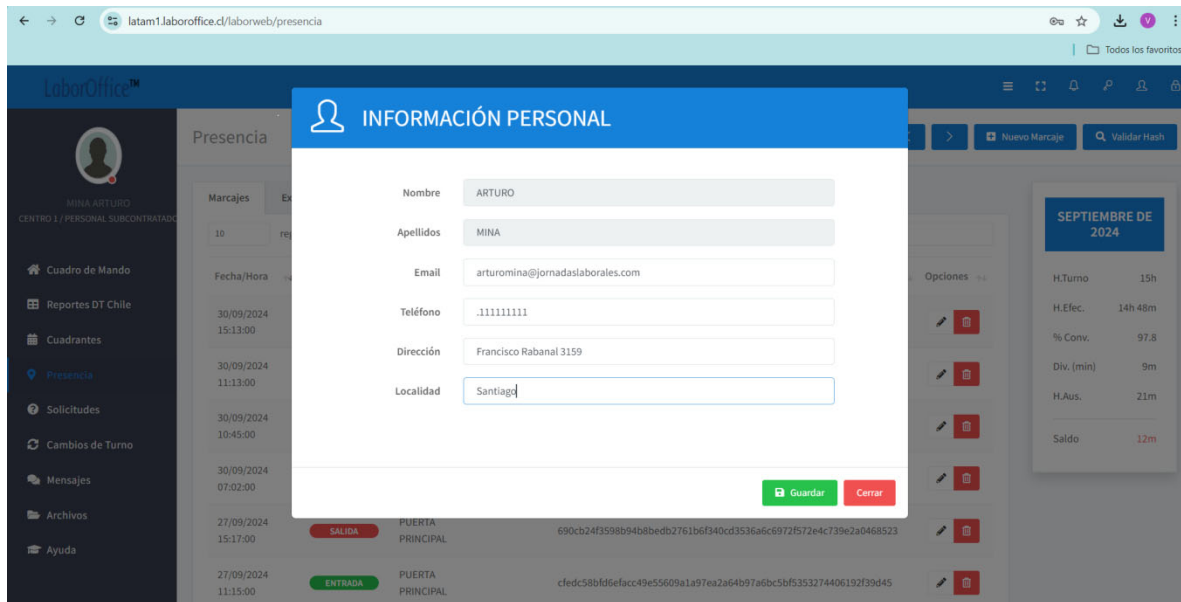 latam1.laboroffice.cl/laborweb/presencia
V
Todos los favoritos
LaborOffice™
INFORMACIÓN PERSONAL
Presencia
Nuevo Marcaje
Validar Hash
MINA ARTURO
CENTRO 1 / PERSONAL SUBCONTRATADO
Cuadro de Mando
Reportes DT Chile
Cuadrantes
Presencia
Solicitudes
Cambios de Turno
Mensajes
Archivos
Ayuda
Marcajes
10
Fecha/Hora
Opciones
Nombre ARTURO
Apellidos MINA
Email arturomina@jornadaslaborales.com
Teléfono .111111111
Dirección Francisco Rabanal 3159
Localidad Santiago
Guardar Cerrar
30/09/2024
15:13:00
30/09/2024
11:13:00
30/09/2024
10:45:00
30/09/2024
07:02:00
27/09/2024
15:17:00
SALIDA
PUERTA
PRINCIPAL
690cb24f3598b94b8bedb2761b6f340cd3536a6c6972f572e4c739e2a0468523
27/09/2024
11:15:00
ENTRADA
PUERTA
PRINCIPAL
cfedc58bfd6efacc49e55609a1a97ea2a64b97a6bc5bf5353274406192f39d45
SEPTIEMBRE DE
2024
H.Turno 15h
H.Efec. 14h 48m
% Conv. 97.8
Div. (min) 9m
H.Aus. 21m
Saldo 12m